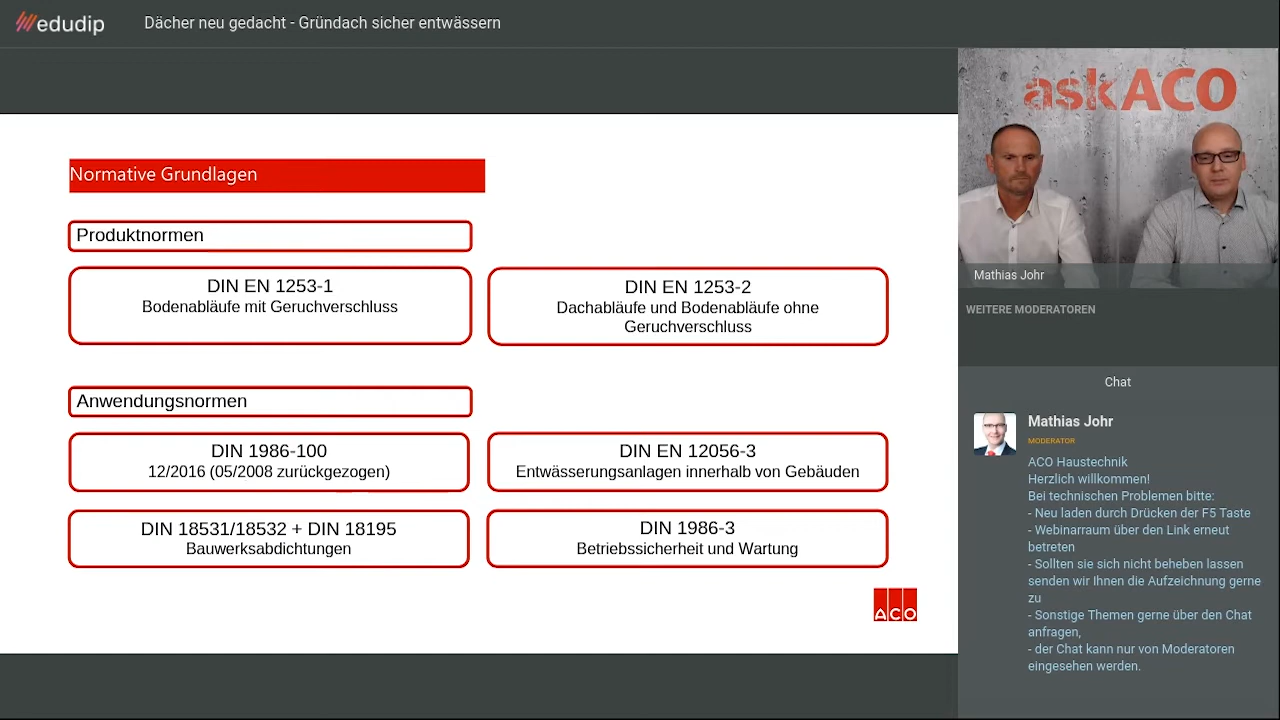 edudip
Dächer neu gedacht - Gründach sicher entwässern
Normative Grundlagen
Produktnormen
DIN EN 1253-1
Bodenabläufe mit Geruchverschluss
DIN EN 1253-2
Dachabläufe und Bodenabläufe ohne
Geruchverschluss
Anwendungsnormen
DIN 1986-100
12/2016 (05/2008 zurückgezogen)
DIN EN 12056-3
Entwässerungsanlagen innerhalb von Gebäuden
DIN 18531/18532 + DIN 18195
Bauwerksabdichtungen
DIN 1986-3
Betriebssicherheit und Wartung
ACO
askACO
Mathias Johr
WEITERE MODERATOREN
Chat
Mathias Johr
MODERATOR
ACO Haustechnik
Herzlich willkommen!
Bei technischen Problemen bitte:
- Neu laden durch Drücken der F5 Taste
- Webinarraum über den Link erneut
betreten
- Sollten sie sich nicht beheben lassen
senden wir Ihnen die Aufzeichnung gerne
zu
- Sonstige Themen gerne über den Chat
anfragen,
- der Chat kann nur von Moderatoren
eingesehen werden.